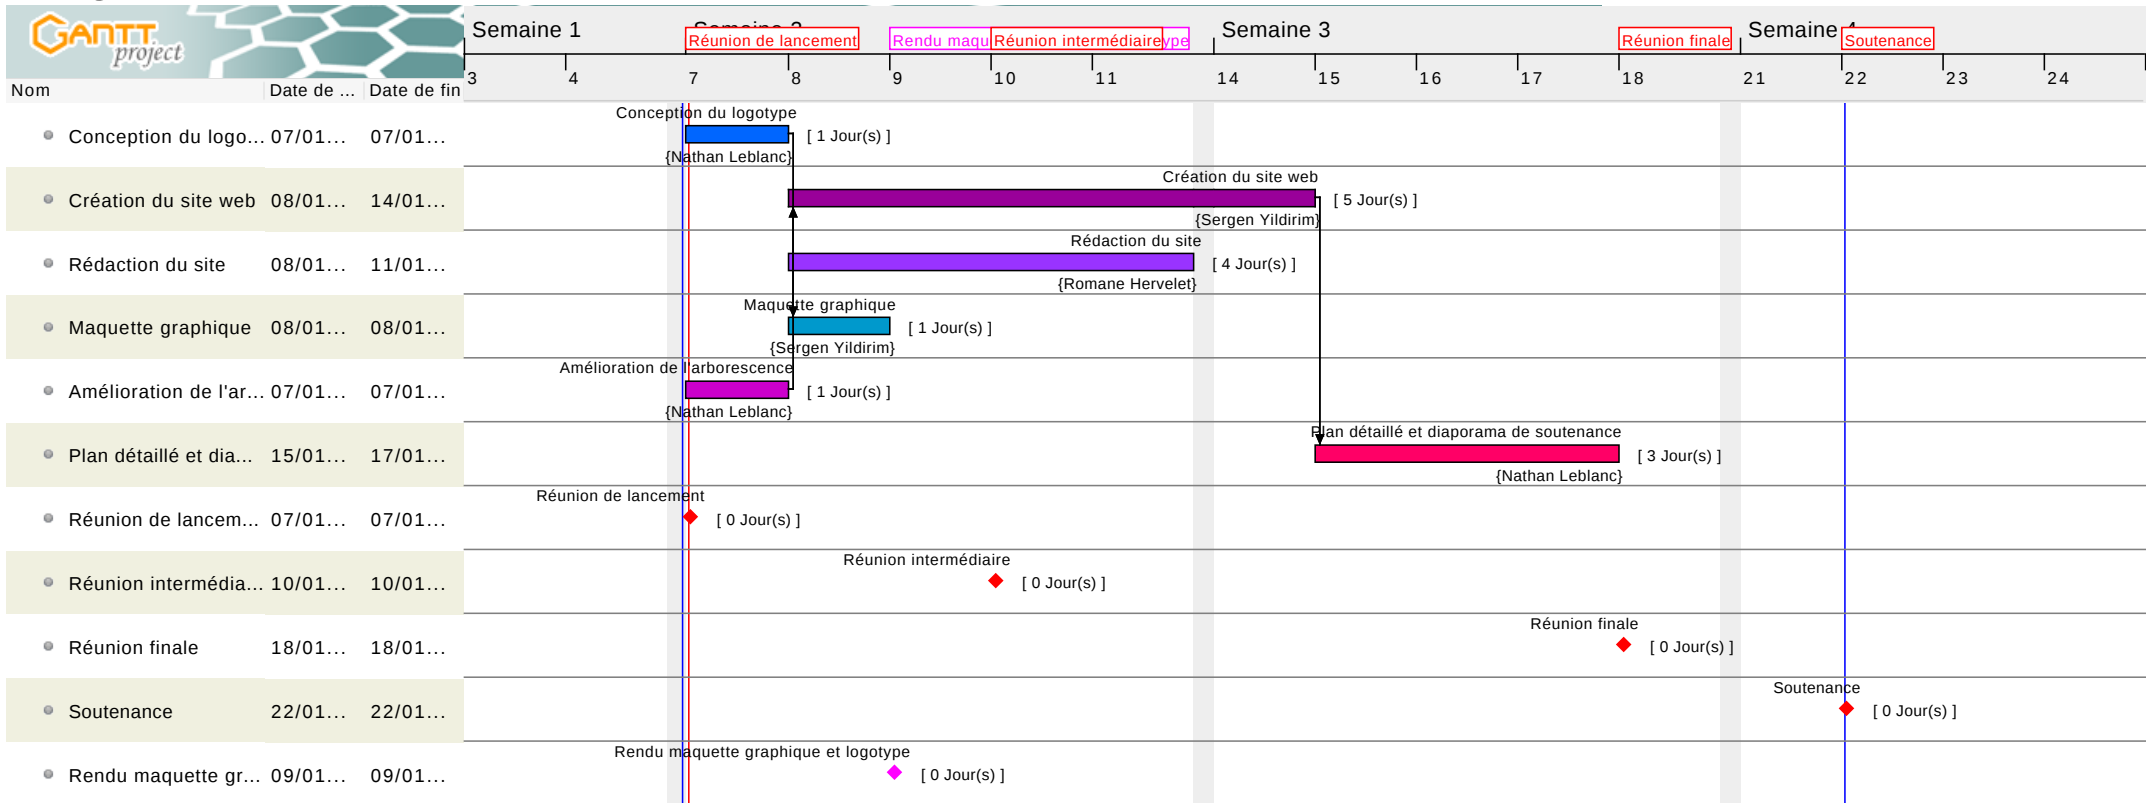 GANTT
project
Semaine 1
Semaine 2
Semaine 3
Semaine 4
Réunion de lancement
Rendu maqu
Réunion intermédiaire
ype
Réunion finale
Soutenance
3 4 7 8 9 10 11 14 15 16 17 18 21 22 23 24
Nom Date de ... Date de fin
Conception du logotype
Conception du logo... 07/01... 07/01... [ 1 Jour(s) ]
{Nathan Leblanc}
Création du site web
Création du site web 08/01... 14/01... [ 5 Jour(s) ]
{Sergen Yildirim}
Rédaction du site
Rédaction du site 08/01... 11/01... [ 4 Jour(s) ]
{Romane Hervelet}
Maquette graphique
Maquette graphique 08/01... 08/01... [ 1 Jour(s) ]
{Sergen Yildirim}
Amélioration de l'arborescence
Amélioration de l'ar... 07/01... 07/01... [ 1 Jour(s) ]
{Nathan Leblanc}
Plan détaillé et diaporama de soutenance
Plan détaillé et dia... 15/01... 17/01... [ 3 Jour(s) ]
{Nathan Leblanc}
Réunion de lancement
Réunion de lancem... 07/01... 07/01... [ 0 Jour(s) ]
Réunion intermédiaire
Réunion intermédia... 10/01... 10/01... [ 0 Jour(s) ]
Réunion finale
Réunion finale 18/01... 18/01... [ 0 Jour(s) ]
Soutenance
Soutenance 22/01... 22/01... [ 0 Jour(s) ]
Rendu maquette graphique et logotype
Rendu maquette gr... 09/01... 09/01... [ 0 Jour(s) ]